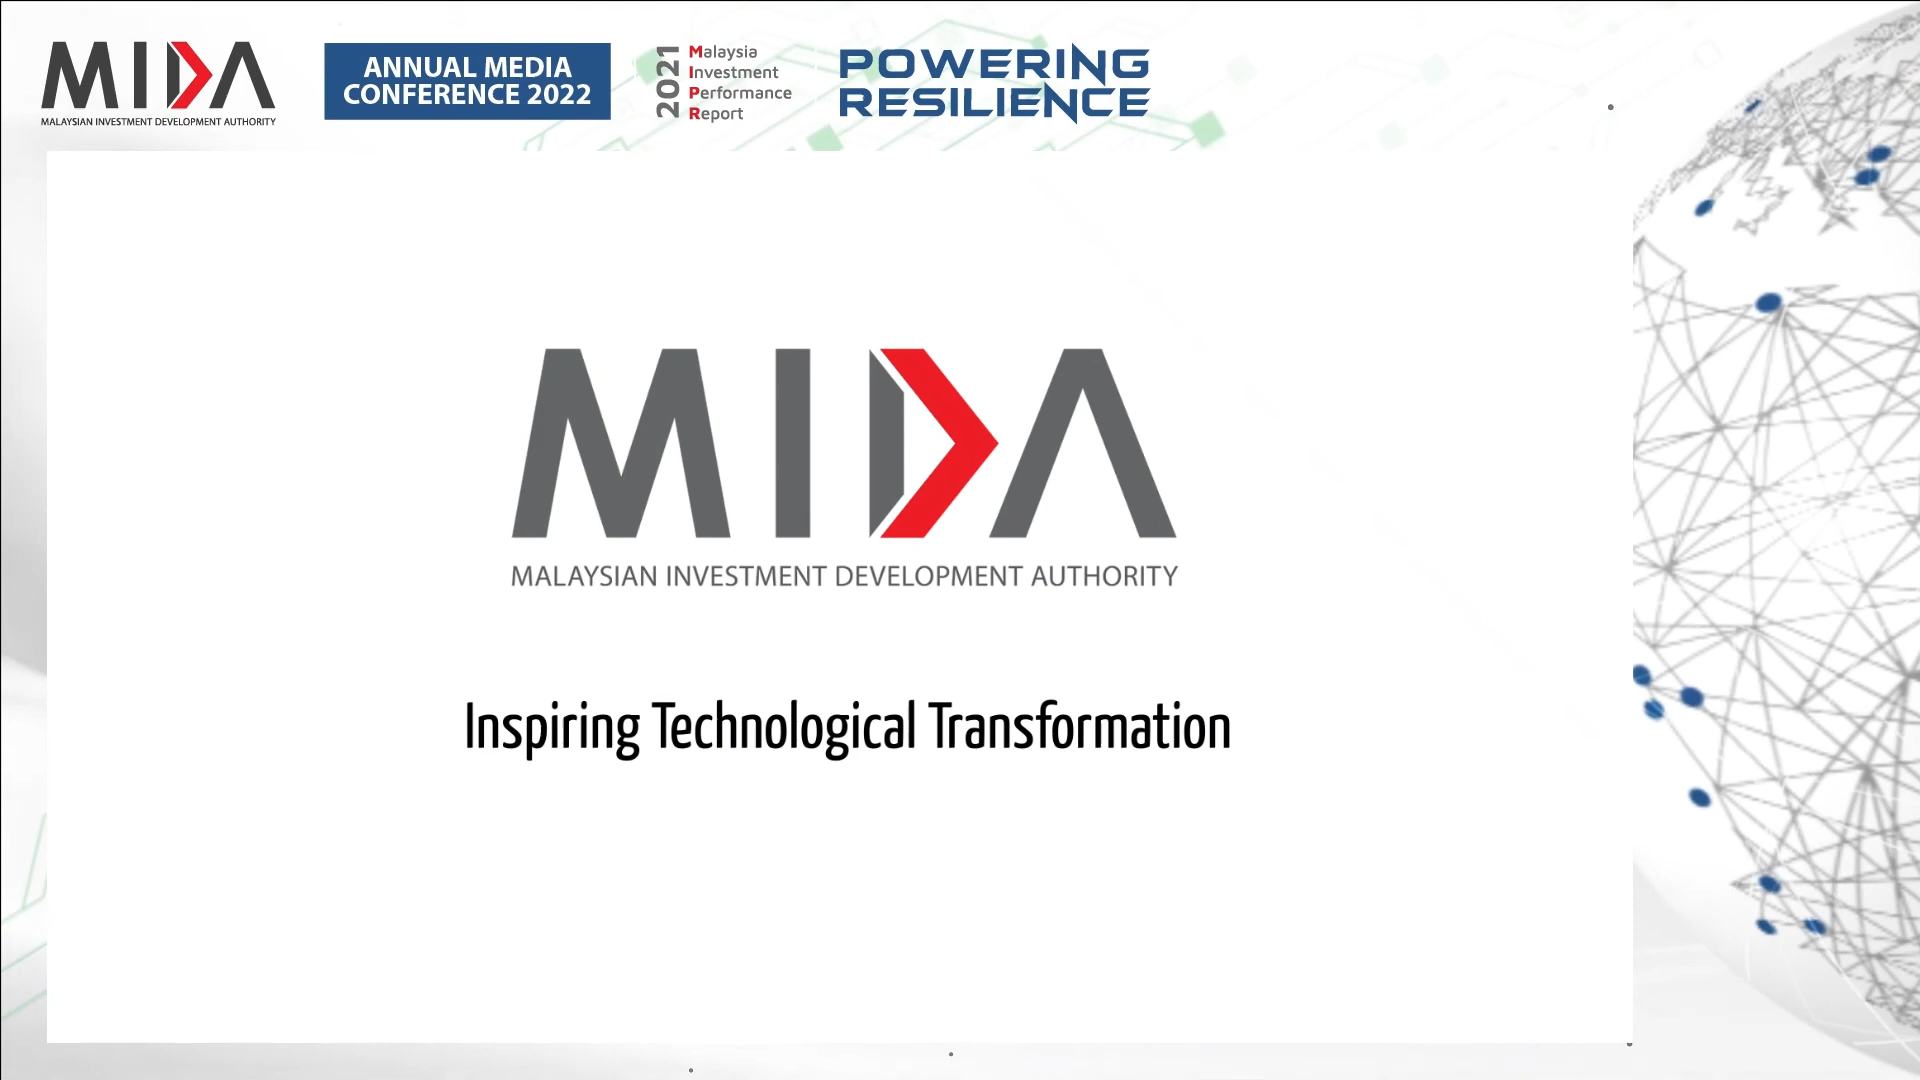 MIDA
MALAYSIAN INVESTMENT DEVELOPMENT AUTHORITY
ANNUAL MEDIA
CONFERENCE 2022
2021
Malaysia
Investment
Performance
Report
POWERING
RESILIENCE
MIDA
MALAYSIAN INVESTMENT DEVELOPMENT AUTHORITY
Inspiring Technological Transformation